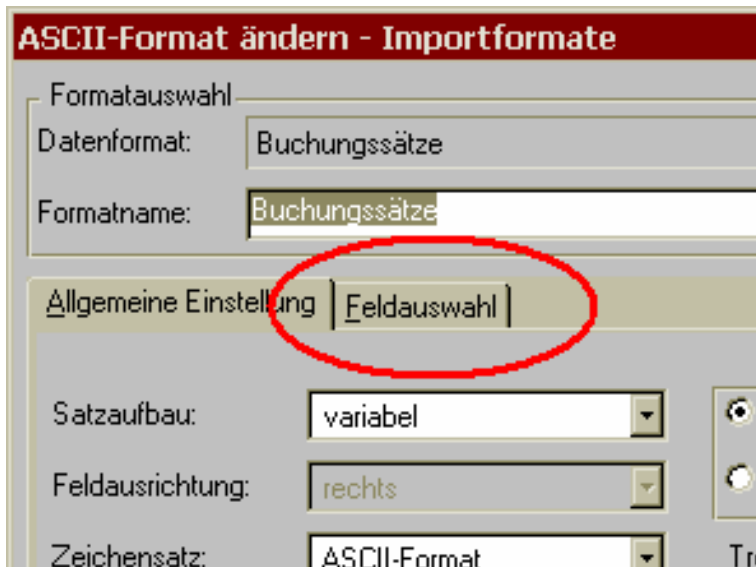 ASCII-Format ändern - Importformate
Formatauswahl
Datenformat: Buchungssätze
Formatname: Buchungssätze
Allgemeine Einstellung Feldauswahl
Satzaufbau: variabel
Feldausrichtung: rechts
Zeichensatz: ASCII-Format